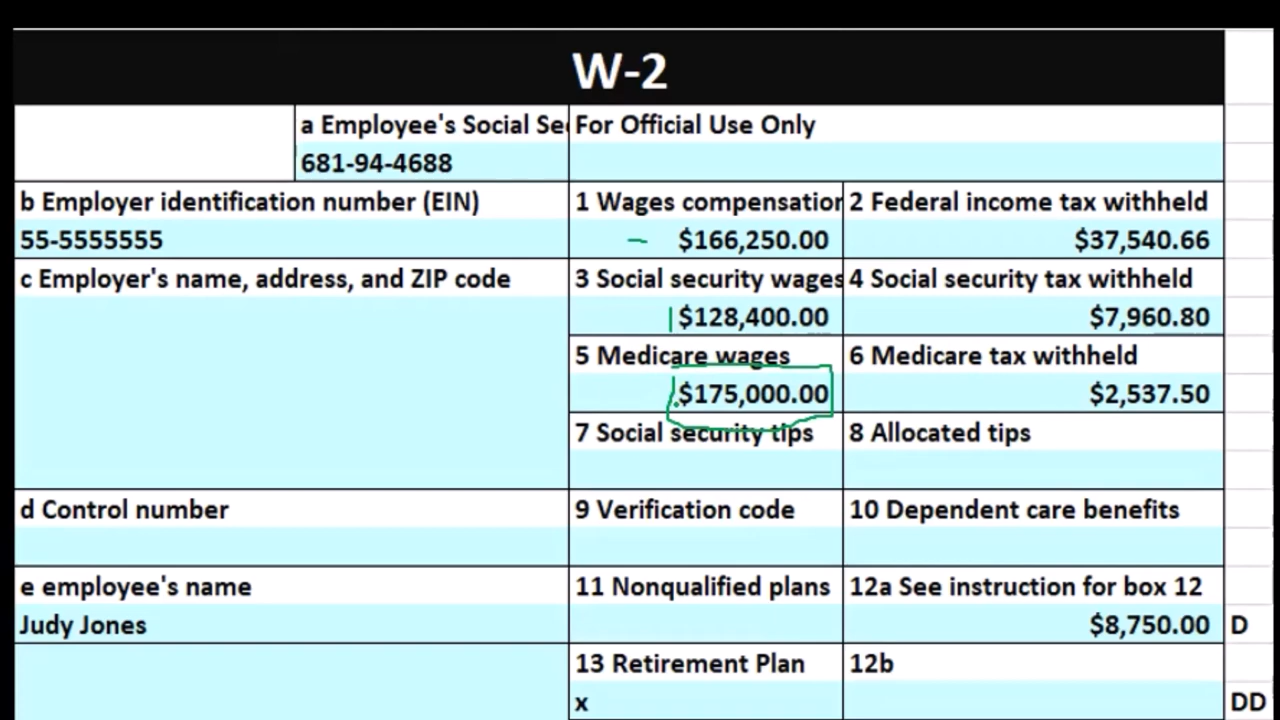 W-2
a Employee's Social Se For Official Use Only
681-94-4688
b Employer identification number (EIN) 1 Wages compensation 2 Federal income tax withheld
55-5555555 $166,250.00 $37,540.66
c Employer's name, address, and ZIP code 3 Social security wages 4 Social security tax withheld
$128,400.00 $7,960.80
5 Medicare wages 6 Medicare tax withheld
$175,000.00 $2,537.50
7 Social security tips 8 Allocated tips
d Control number 9 Verification code 10 Dependent care benefits
e employee's name 11 Nonqualified plans 12a See instruction for box 12
Judy Jones $8,750.00 D
13 Retirement Plan 12b
x DD